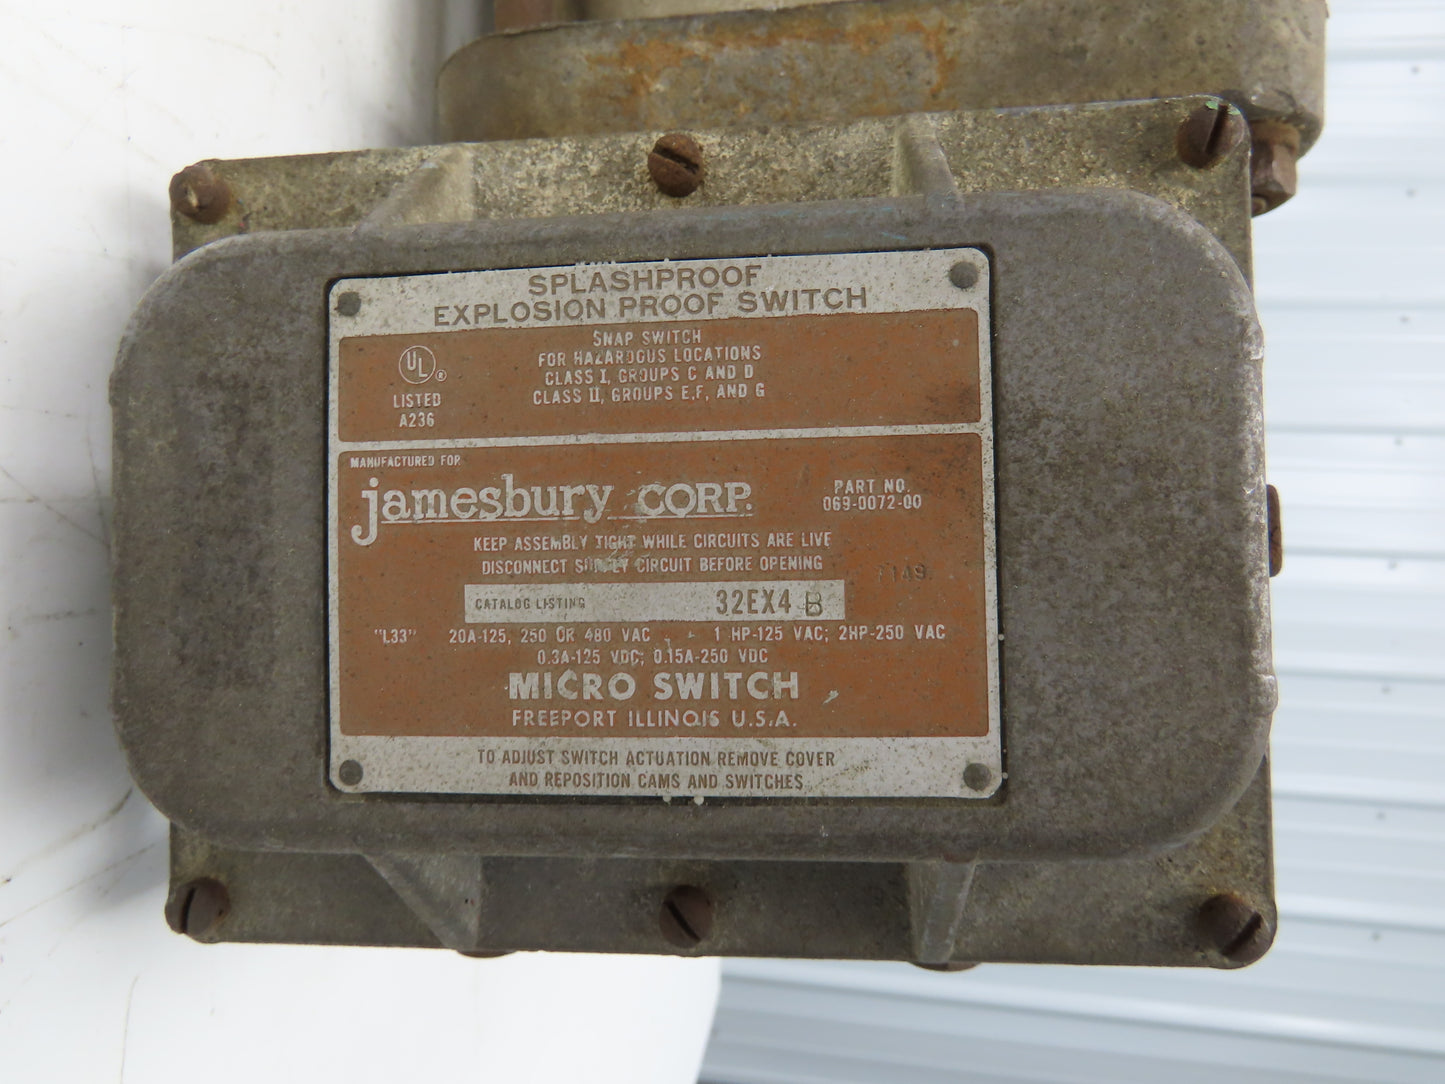 SPLASHPROOF
EXPLOSION PROOF SWITCH
SNAP SWITCH
FOR HAZARDOUS LOCATIONS
CLASS I, GROUPS C AND D
CLASS II, GROUPS E,F, AND G
UL ®
LISTED
A236
MANUFACTURED FOR
jamesbury CORP.
PART NO.
069-0072-00
KEEP ASSEMBLY TIGHT WHILE CIRCUITS ARE LIVE
DISCONNECT SUPPLY CIRCUIT BEFORE OPENING
CATALOG LISTING 32EX4 B
"L33" 20A-125, 250 OR 480 VAC - 1 HP-125 VAC; 2HP-250 VAC
0.3A-125 VDC; 0.15A-250 VDC
MICRO SWITCH
FREEPORT ILLINOIS U.S.A.
TO ADJUST SWITCH ACTUATION REMOVE COVER
AND REPOSITION CAMS AND SWITCHES